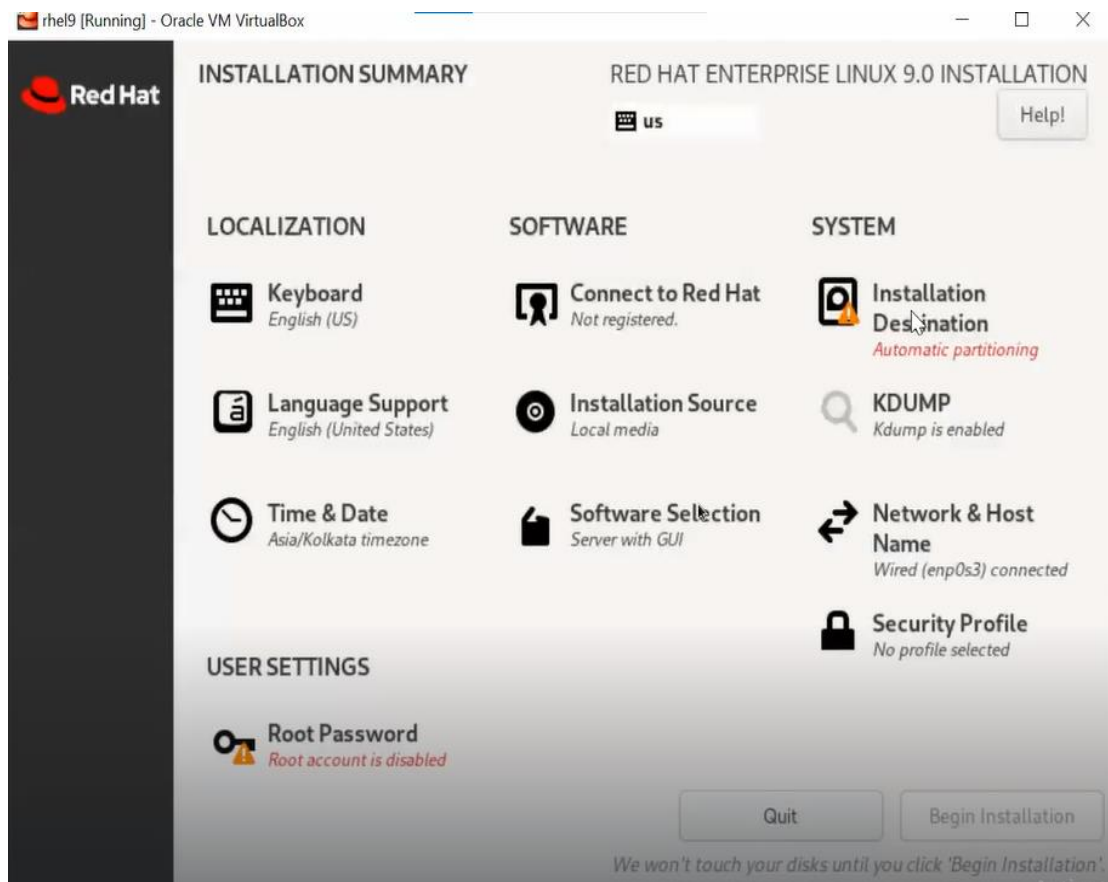 rhel9 [Running] - Oracle VM VirtualBox
Red Hat
INSTALLATION SUMMARY
RED HAT ENTERPRISE LINUX 9.0 INSTALLATION
us
Help!
LOCALIZATION
Keyboard
English (US)
Language Support
English (United States)
Time & Date
Asia/Kolkata timezone
SOFTWARE
Connect to Red Hat
Not registered.
Installation Source
Local media
Software Selection
Server with GUI
SYSTEM
Installation
Destination
Automatic partitioning
KDUMP
Kdump is enabled
Network & Host
Name
Wired (enp0s3) connected
Security Profile
No profile selected
USER SETTINGS
Root Password
Root account is disabled
Quit
Begin Installation
We won't touch your disks until you click 'Begin Installation'.